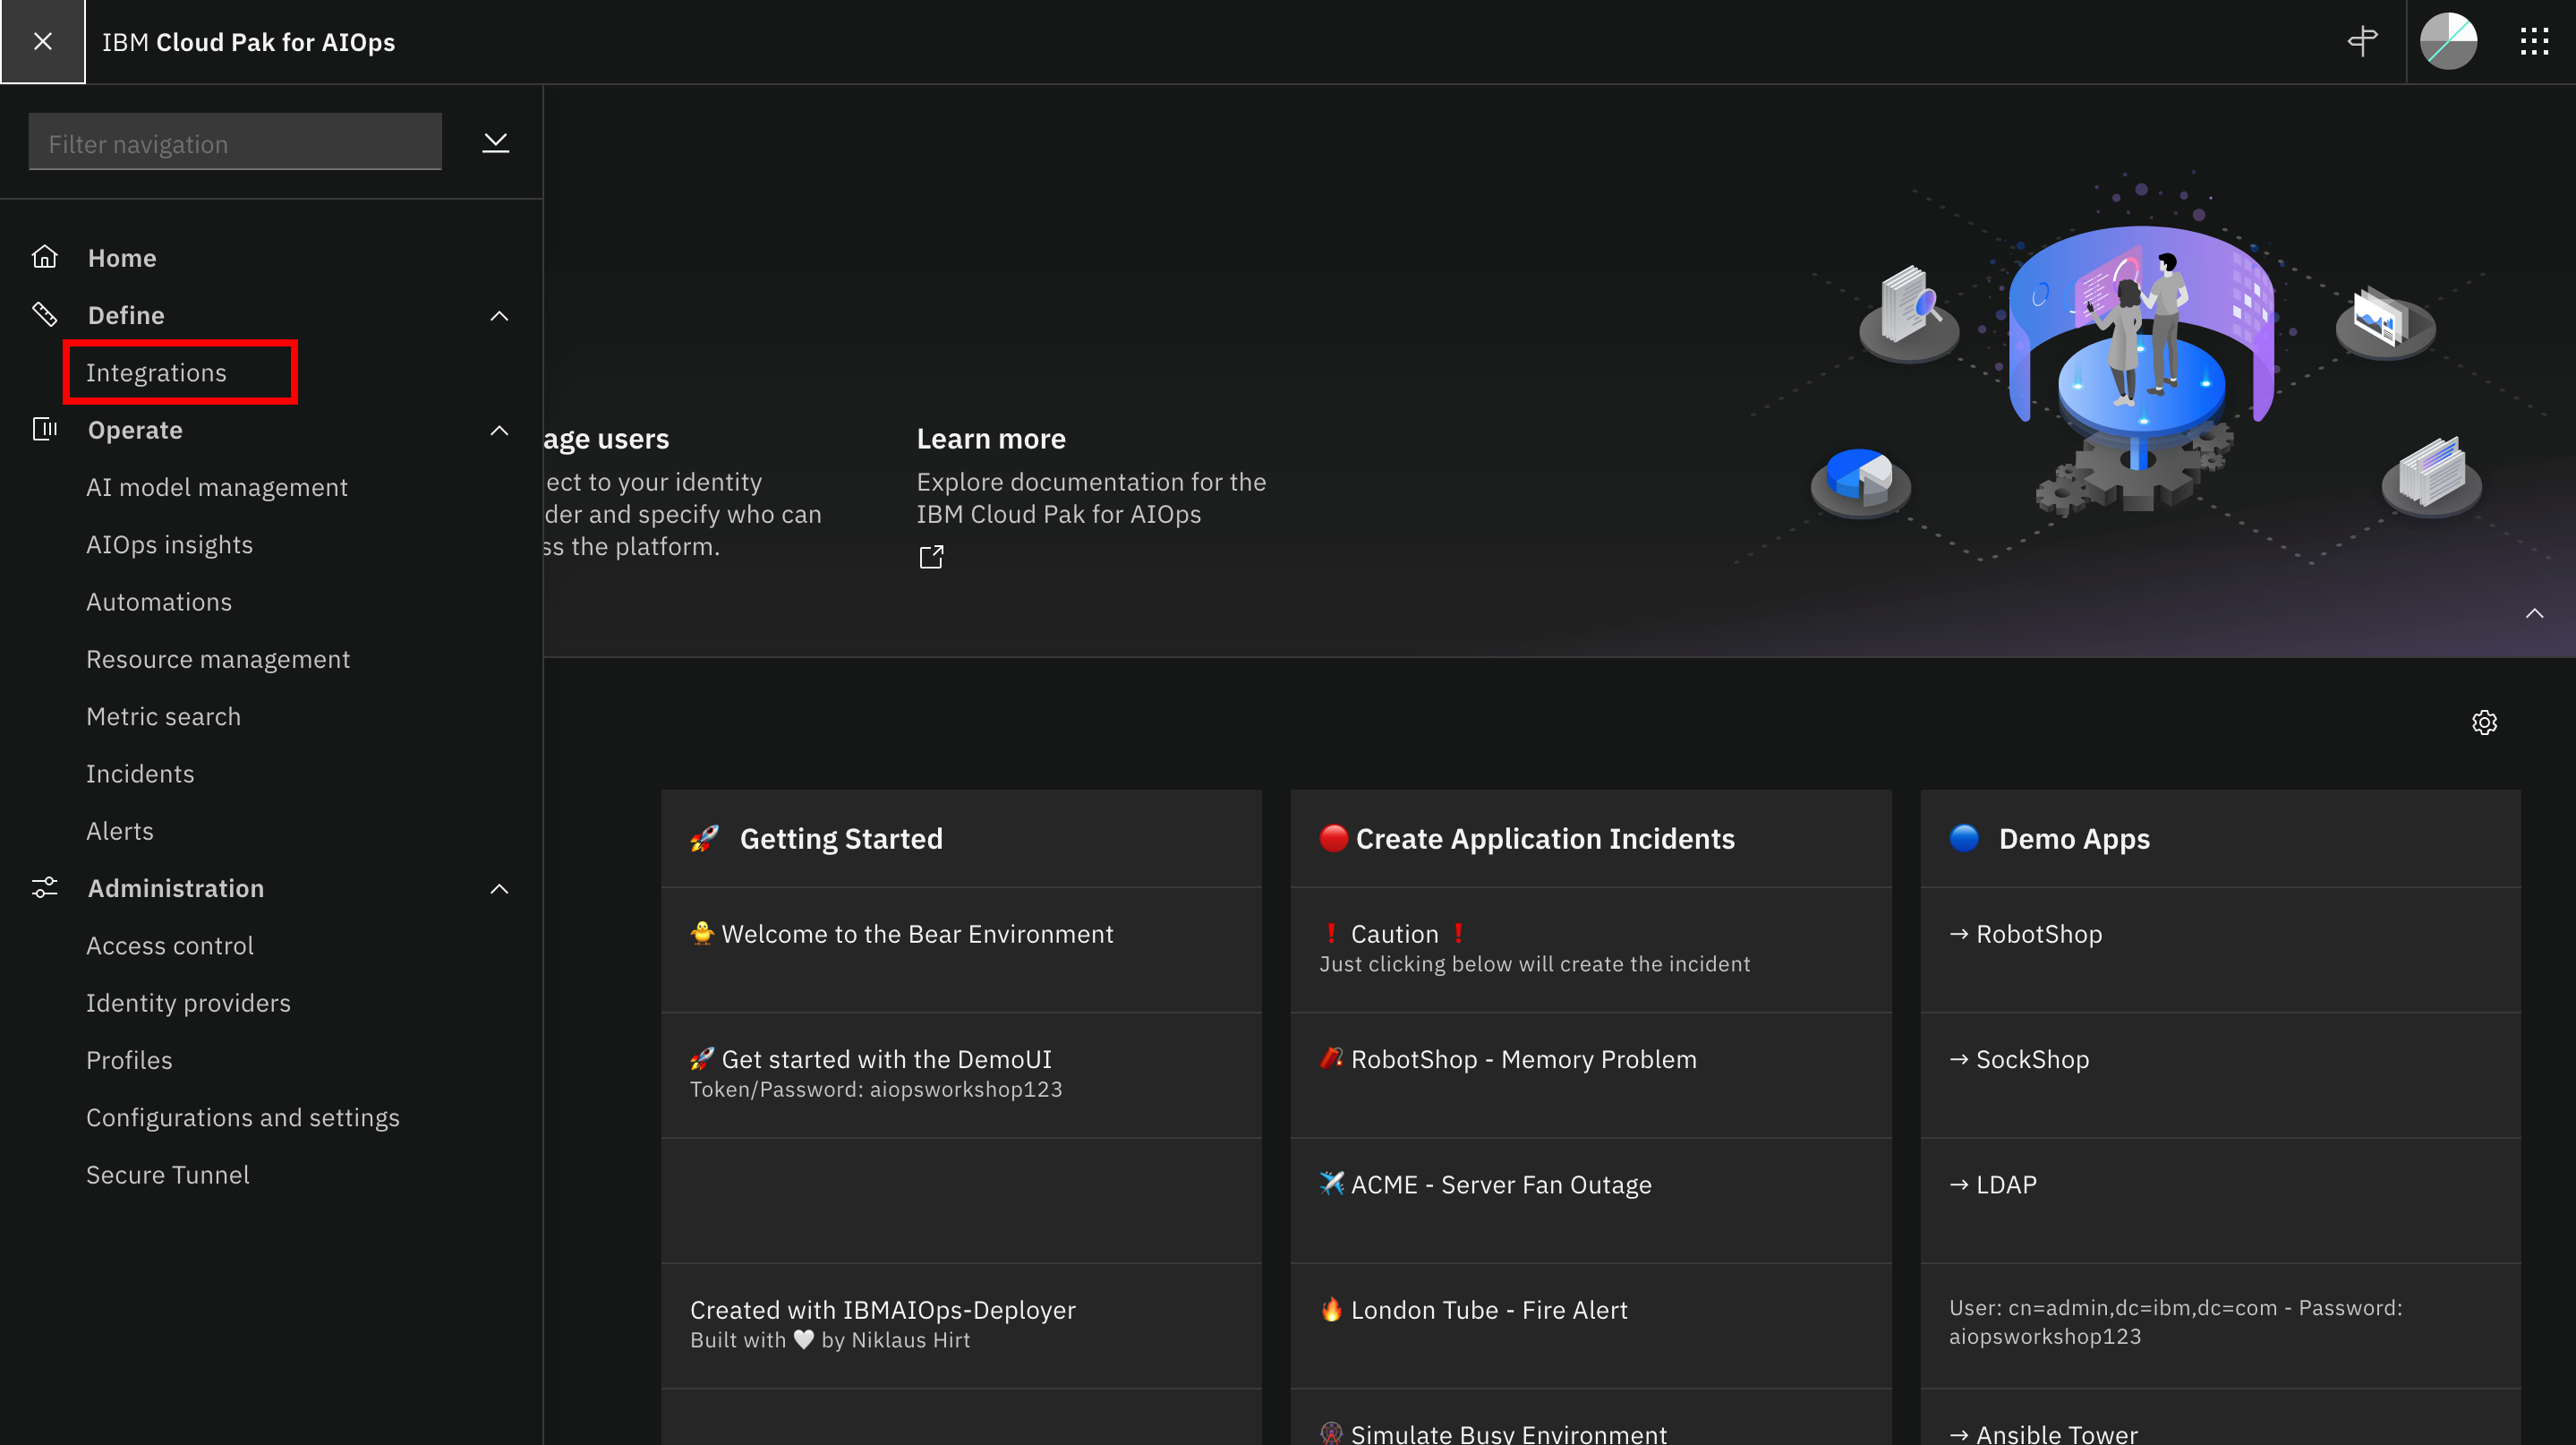 IBM Cloud Pak for AIOps
Filter navigation
Home
Define
Integrations
Operate
AI model management
AIOps insights
Automations
Resource management
Metric search
Incidents
Alerts
Administration
Access control
Identity providers
Profiles
Configurations and settings
Secure Tunnel
age users
ect to your identity
der and specify who can
ss the platform.
Learn more
Explore documentation for the
IBM Cloud Pak for AIOps
🚀 Getting Started
🐥 Welcome to the Bear Environment
🚀 Get started with the DemoUI
Token/Password: aiopsworkshop123
Created with IBMAIOps-Deployer
Built with 🤍 by Niklaus Hirt
🔴 Create Application Incidents
❗ Caution ❗
Just clicking below will create the incident
🧨 RobotShop - Memory Problem
✈️ ACME - Server Fan Outage
🔥 London Tube - Fire Alert
🎡 Simulate Busy Environment
🔵 Demo Apps
→ RobotShop
→ SockShop
→ LDAP
User: cn=admin,dc=ibm,dc=com - Password:
aiopsworkshop123
→ Ansible Tower